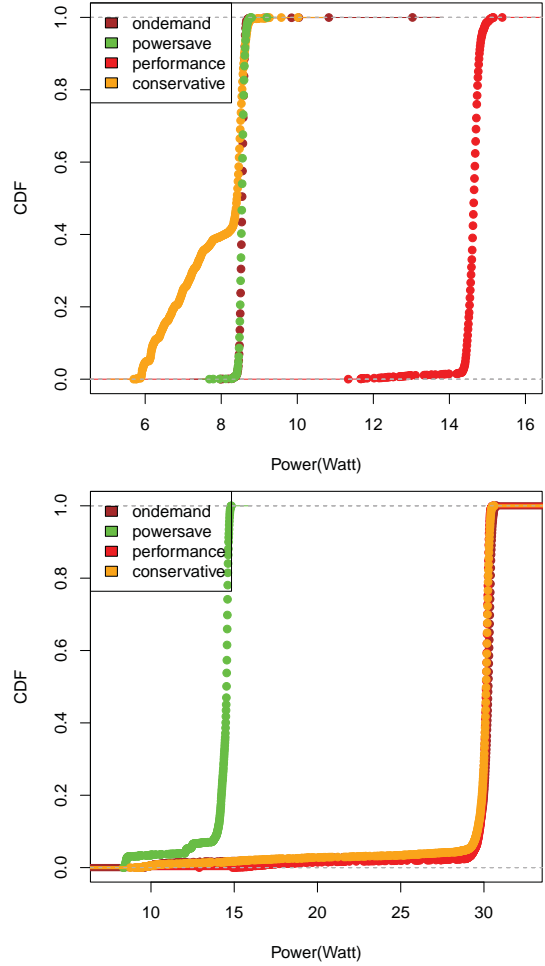 1.0
0.8
0.6
0.4
0.2
0.0
CDF
ondemand
powersave
performance
conservative
6 8 10 12 14 16
Power(Watt)
1.0
0.8
0.6
0.4
0.2
0.0
CDF
ondemand
powersave
performance
conservative
10 15 20 25 30
Power(Watt)